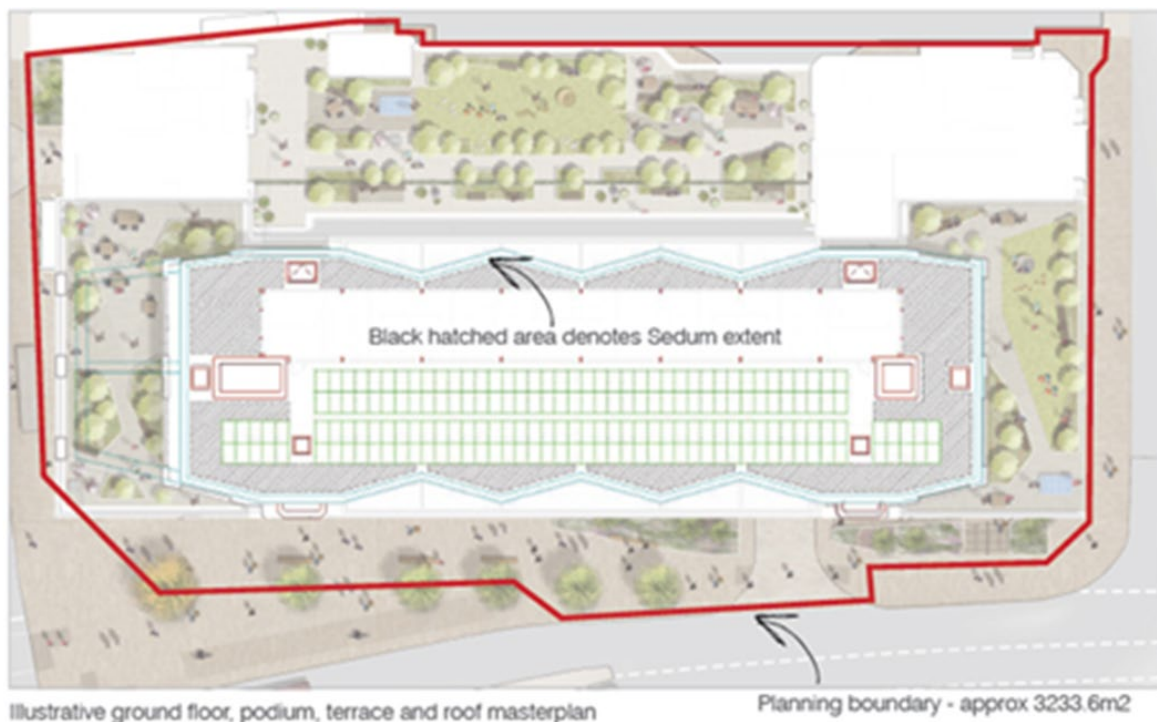 Black hatched area denotes Sedum extent
Planning boundary - approx 3233.6m2
Illustrative ground floor, podium, terrace and roof masterplan